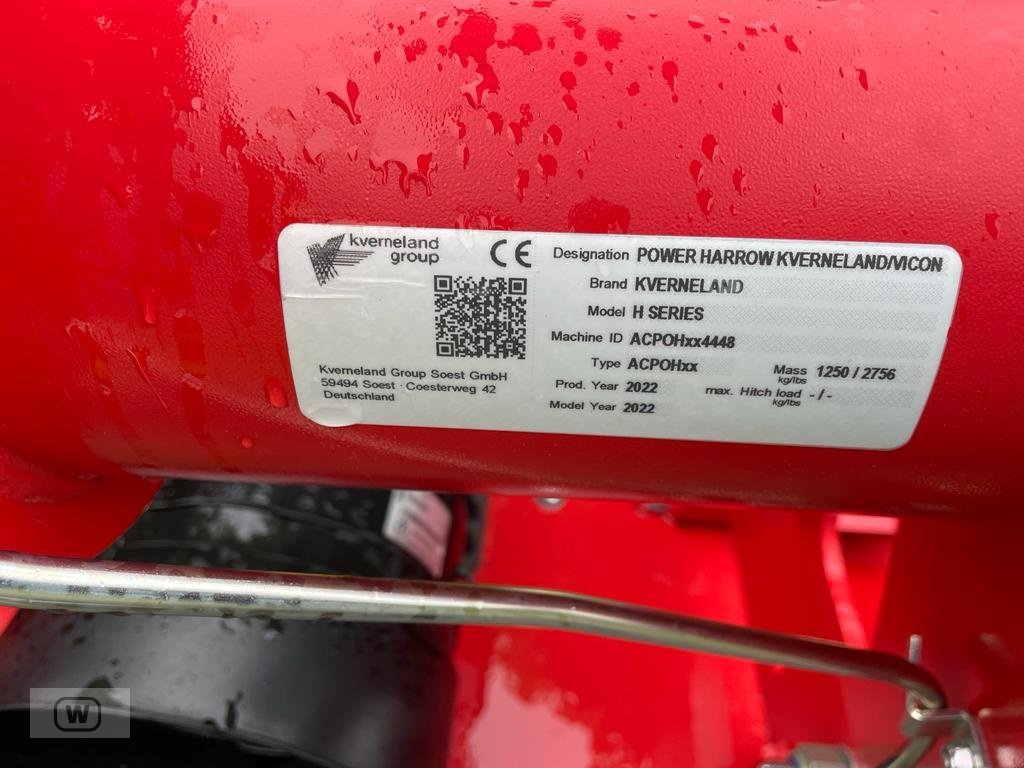 kverneland
group
CE
Kverneland Group Soest GmbH
59494 Soest · Coesterweg 42
Deutschland
Designation POWER HARROW KVERNELAND/VICON
Brand KVERNELAND
Model H SERIES
Machine ID ACPOHxx4448
Type ACPOHxx
Mass kg/lbs 1250 / 2756
Prod. Year 2022
max. Hitch load kg/lbs - / -
Model Year 2022
W